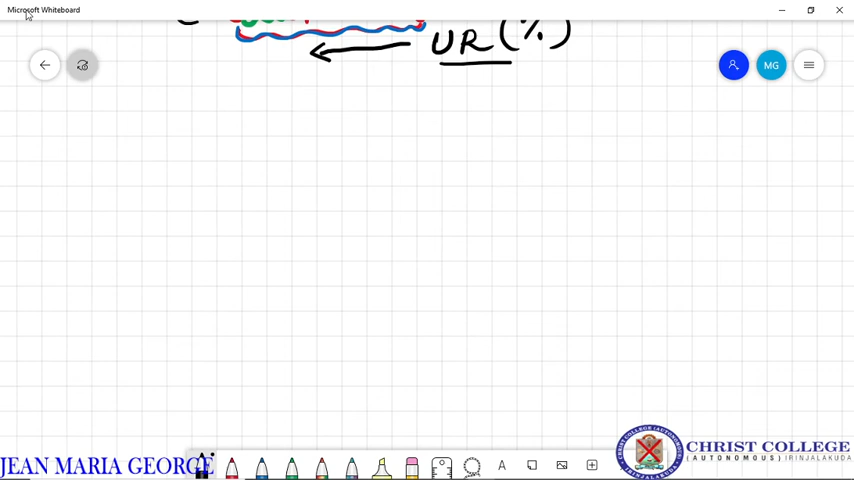 Microsoft Whiteboard
UR (%)
MG
JEAN MARIA GEORGE
CHRIST COLLEGE
(AUTONOMOUS) IRINJALAKUDA